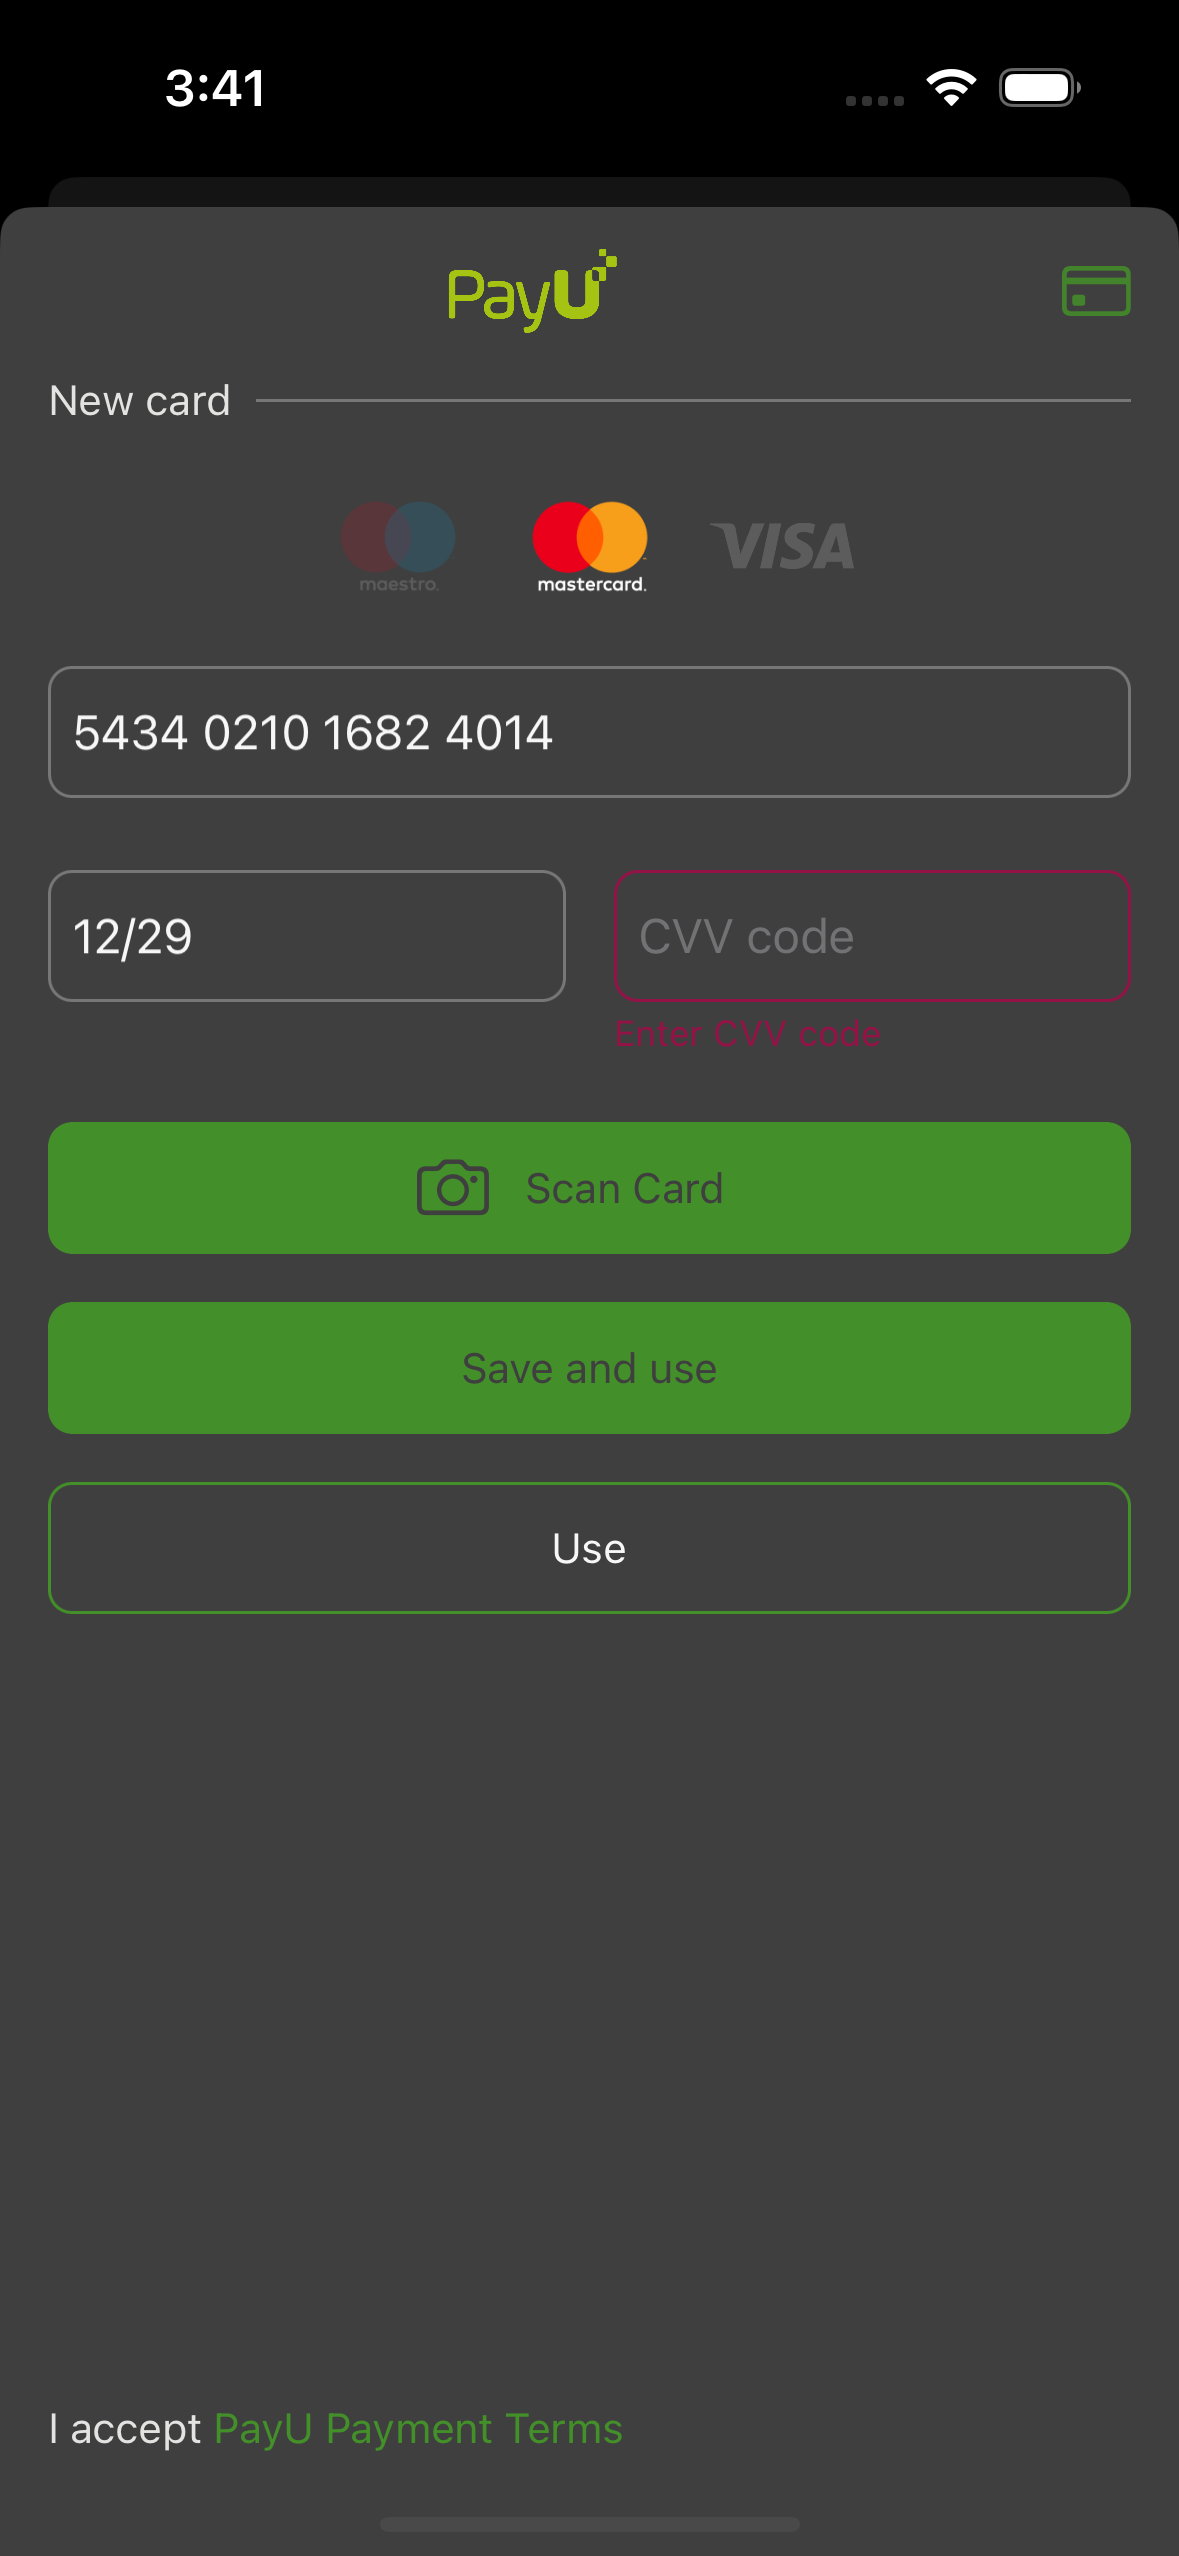 3:41
PayU
New card
maestro.
mastercard.
VISA
5434 0210 1682 4014
12/29
CVV code
Enter CVV code
Scan Card
Save and use
Use
I accept PayU Payment Terms